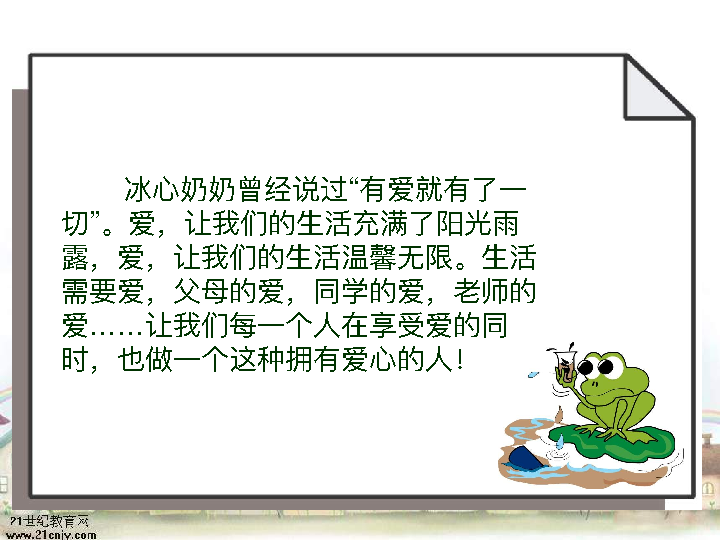 冰心奶奶曾经说过“有爱就有了一
切”。爱，让我们的生活充满了阳光雨
露，爱，让我们的生活温馨无限。生活
需要爱，父母的爱，同学的爱，老师的
爱……让我们每一个人在享受爱的同
时，也做一个这种拥有爱心的人！
21世纪教育网
www.21cnjy.com